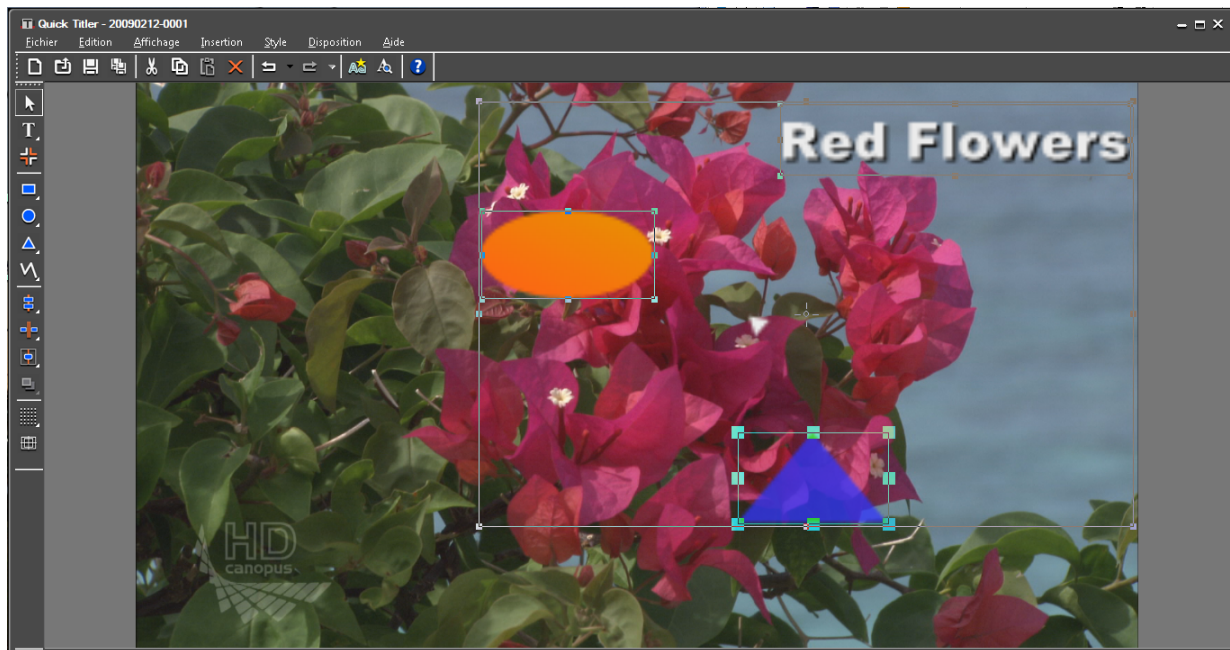 Quick Titler - 20090212-0001
Fichier Edition Affichage Insertion Style Disposition Aide
Red Flowers
HD
canopus